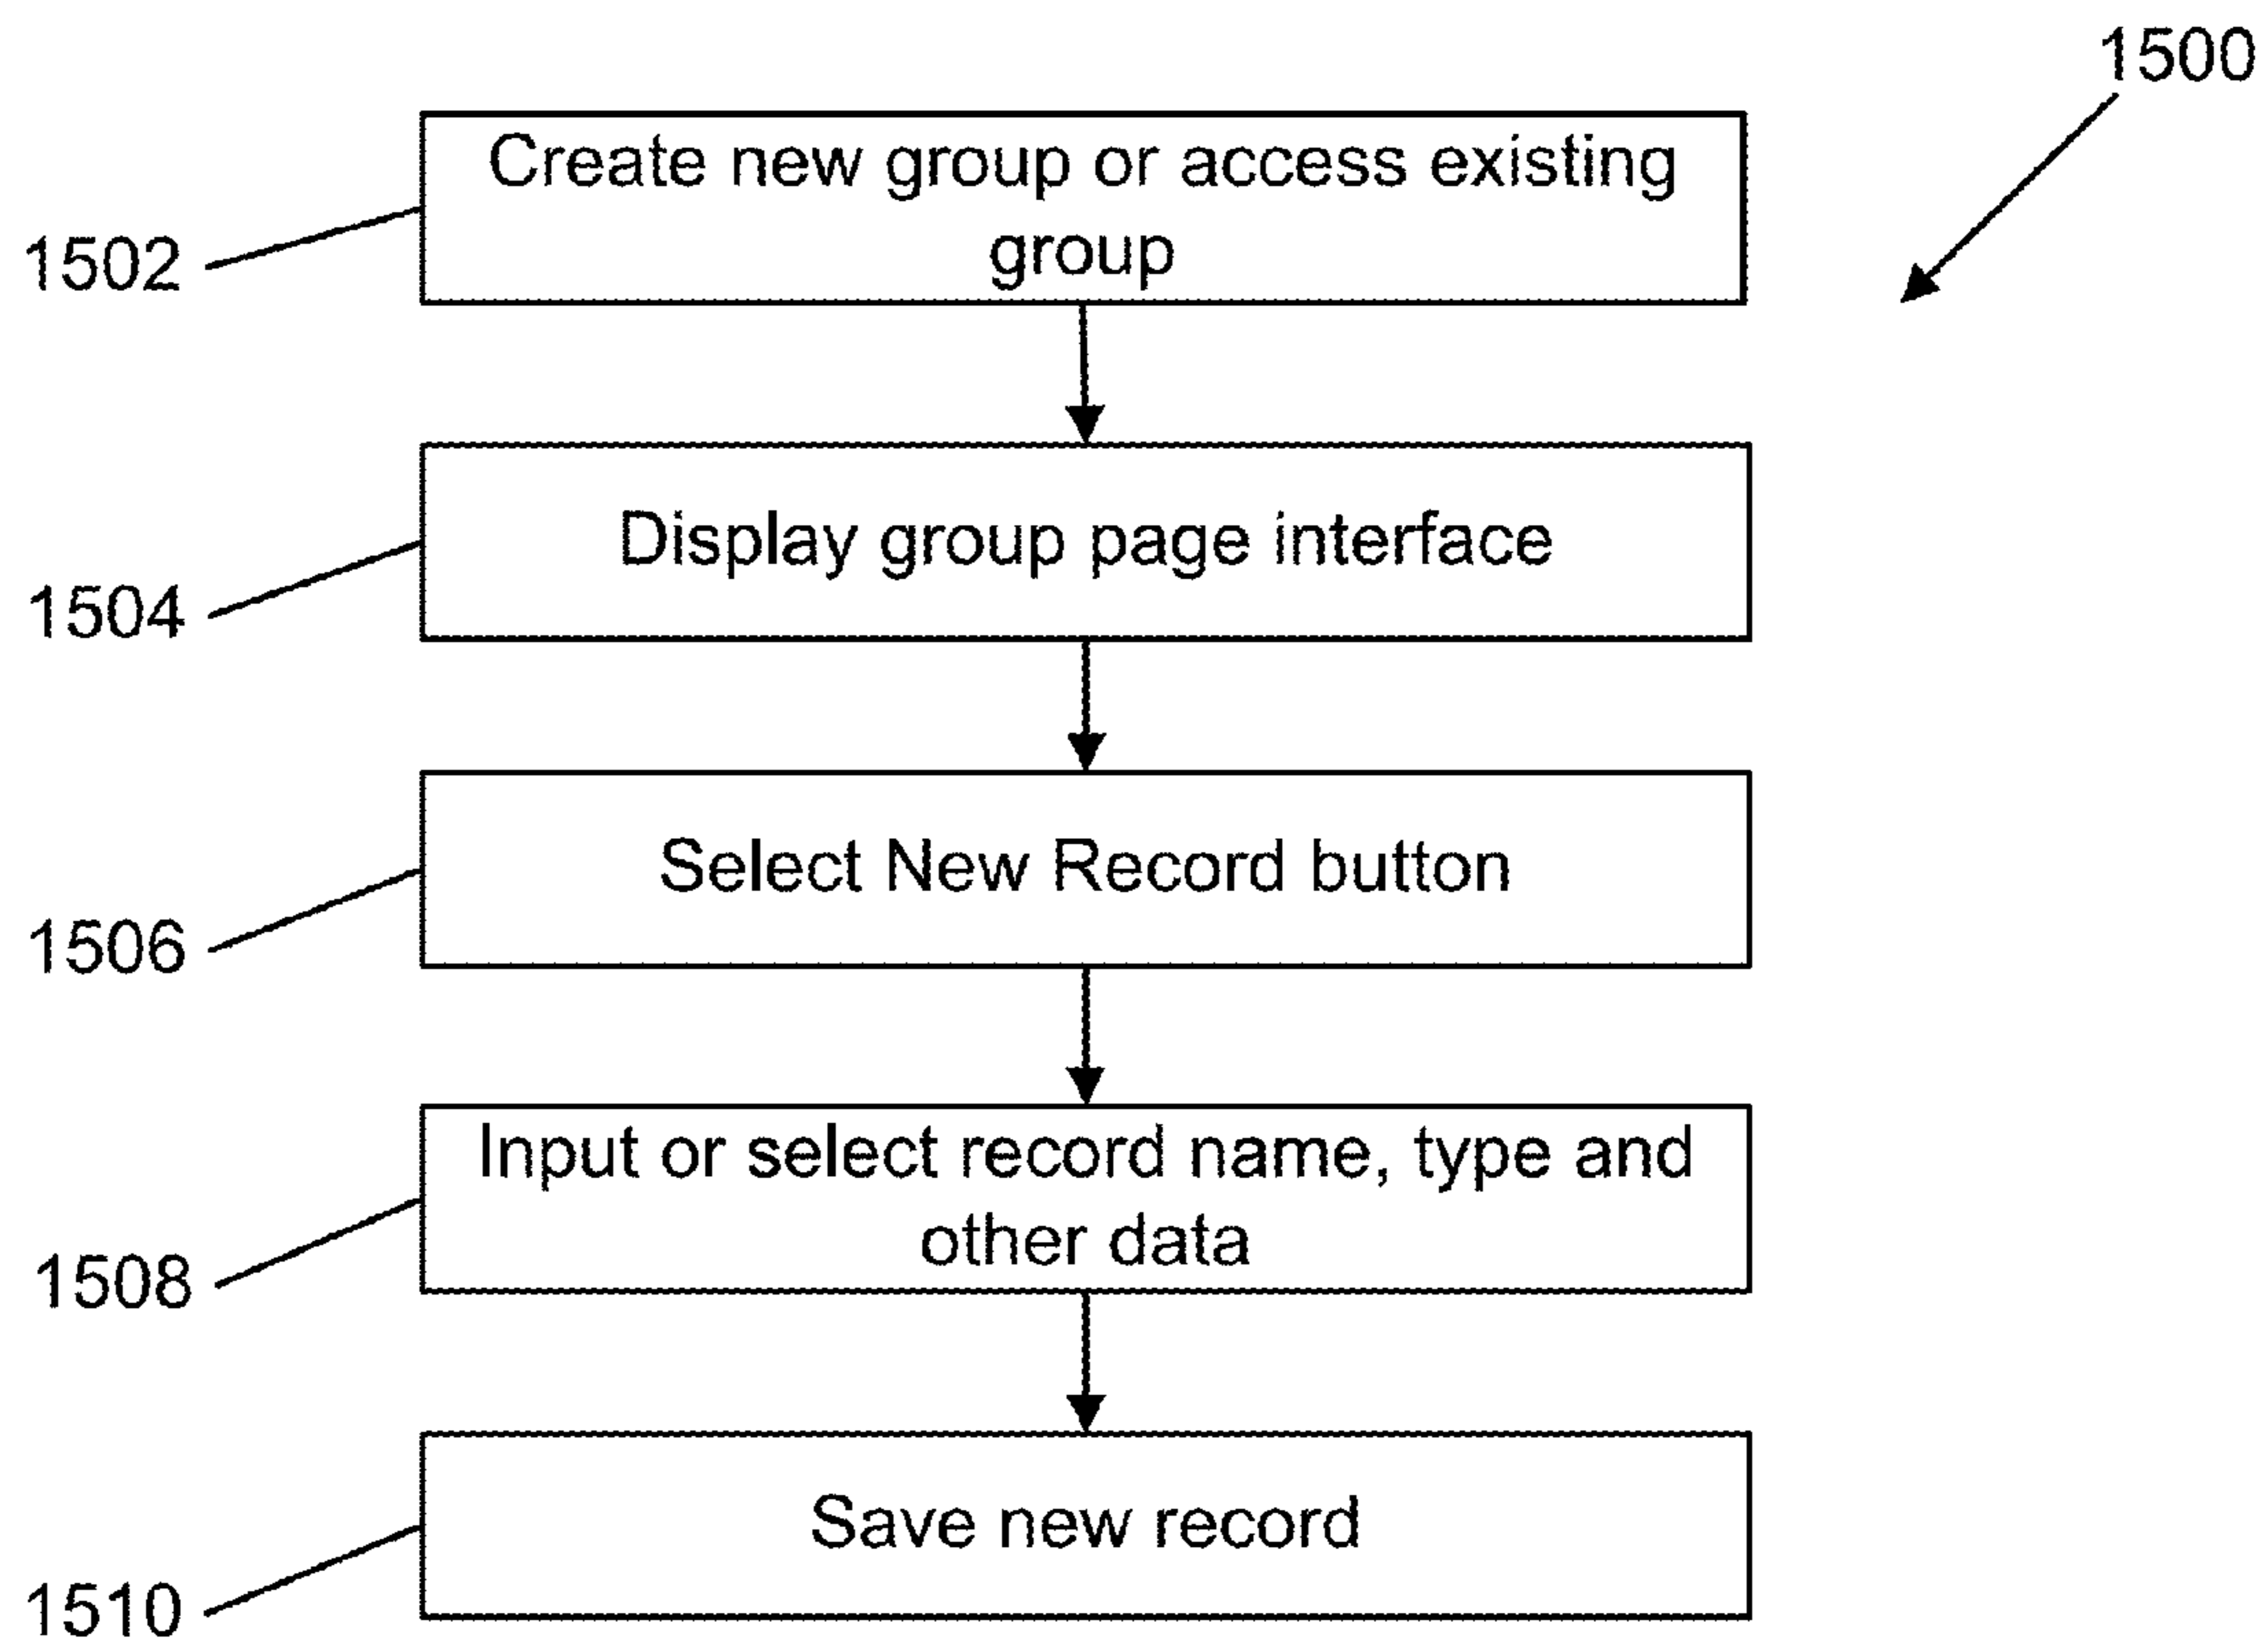 1500
Create new group or access existing
group
1502
Display group page interface
1504
Select New Record button
1506
Input or select record name, type and
other data
1508
Save new record
1510